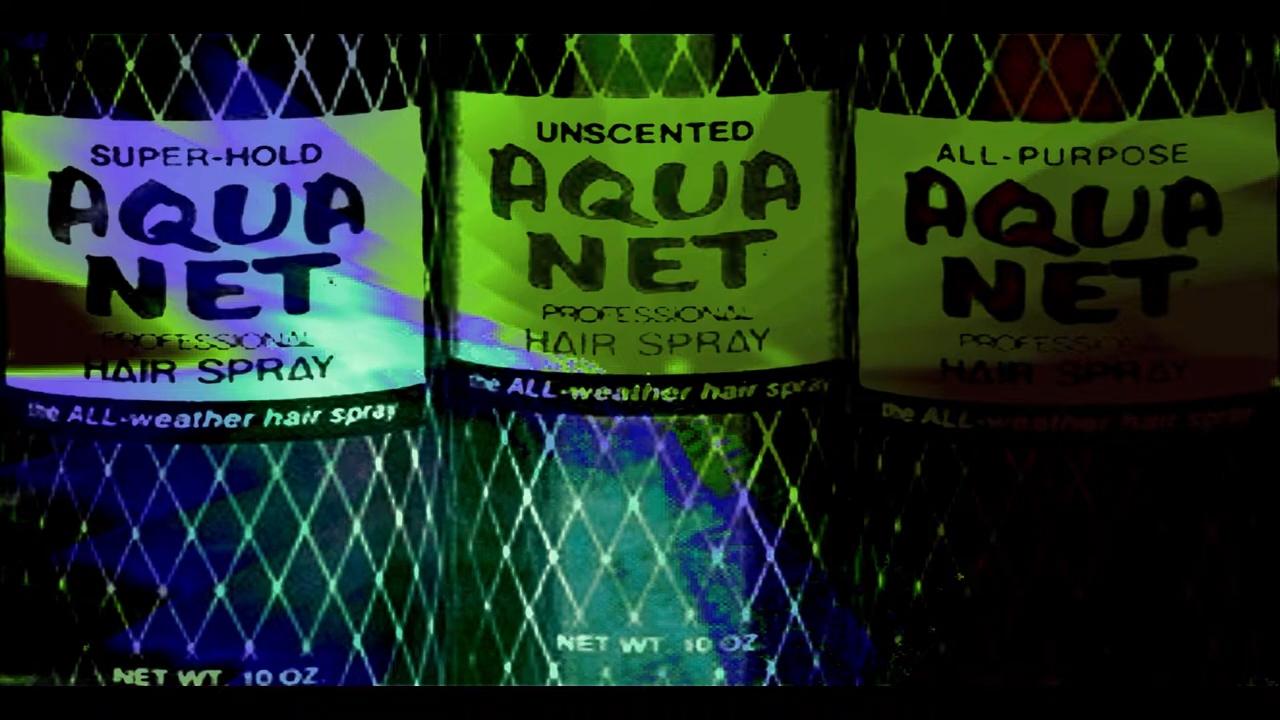 SUPER-HOLD
AQUA
NET
PROFESSIONAL
HAIR SPRAY
the ALL-weather hair spray
NET WT. 10 OZ.
UNSCENTED
AQUA
NET
PROFESSIONAL
HAIR SPRAY
the ALL-weather hair spray
NET WT. 10 OZ.
ALL-PURPOSE
AQUA
NET
PROFESSIONAL
HAIR SPRAY
the ALL-weather hair spray